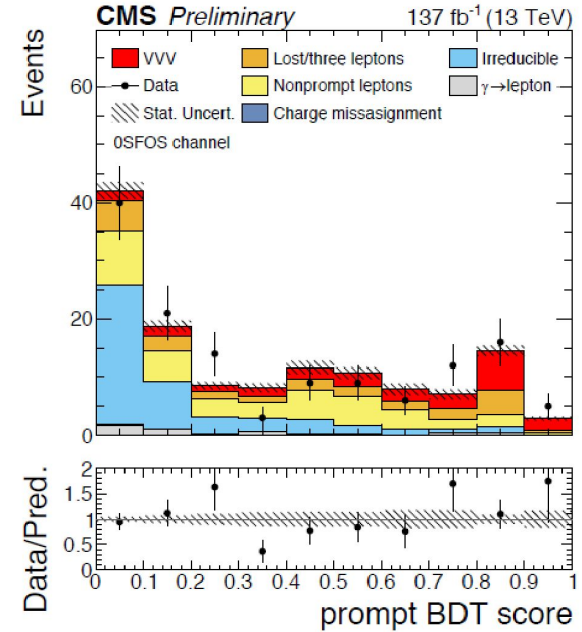 CMS Preliminary 137 fb⁻¹ (13 TeV)
Events
VVV Lost/three leptons Irreducible
Data Nonprompt leptons γ→lepton
Stat. Uncert. Charge missasignment
0SFOS channel
60
40
20
0
Data/Pred.
2
1.5
1
0.5
0
0 0.1 0.2 0.3 0.4 0.5 0.6 0.7 0.8 0.9 1
prompt BDT score